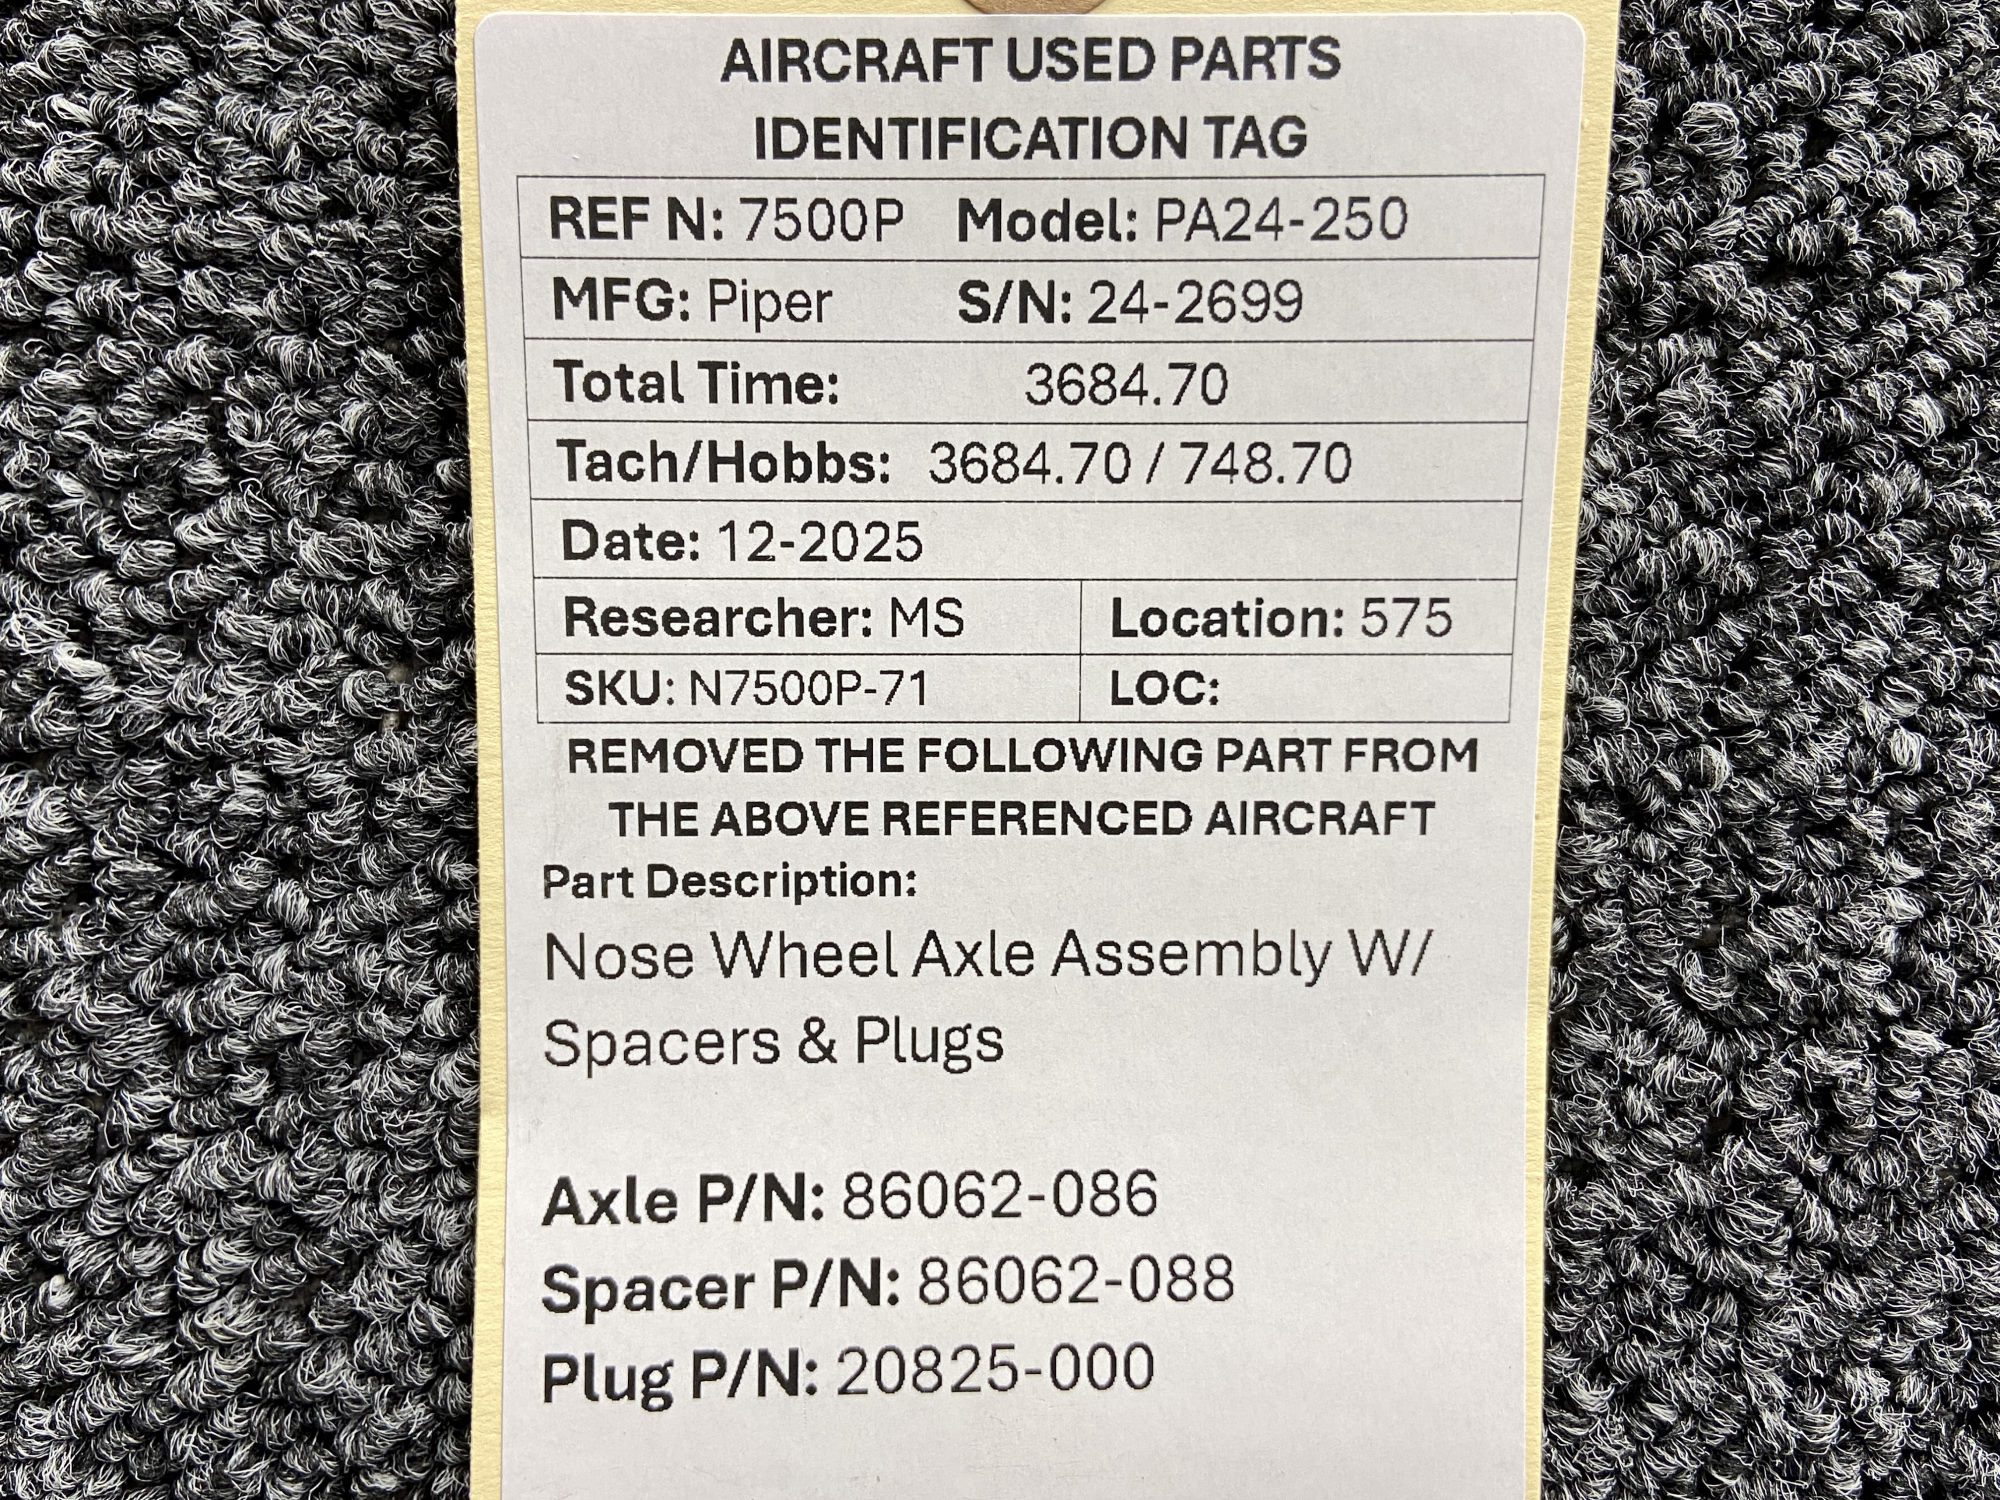 AIRCRAFT USED PARTS
IDENTIFICATION TAG
REF N: 7500P Model: PA24-250
MFG: Piper S/N: 24-2699
Total Time: 3684.70
Tach/Hobbs: 3684.70 / 748.70
Date: 12-2025
Researcher: MS Location: 575
SKU: N7500P-71 LOC:
REMOVED THE FOLLOWING PART FROM
THE ABOVE REFERENCED AIRCRAFT
Part Description:
Nose Wheel Axle Assembly W/
Spacers & Plugs
Axle P/N: 86062-086
Spacer P/N: 86062-088
Plug P/N: 20825-000